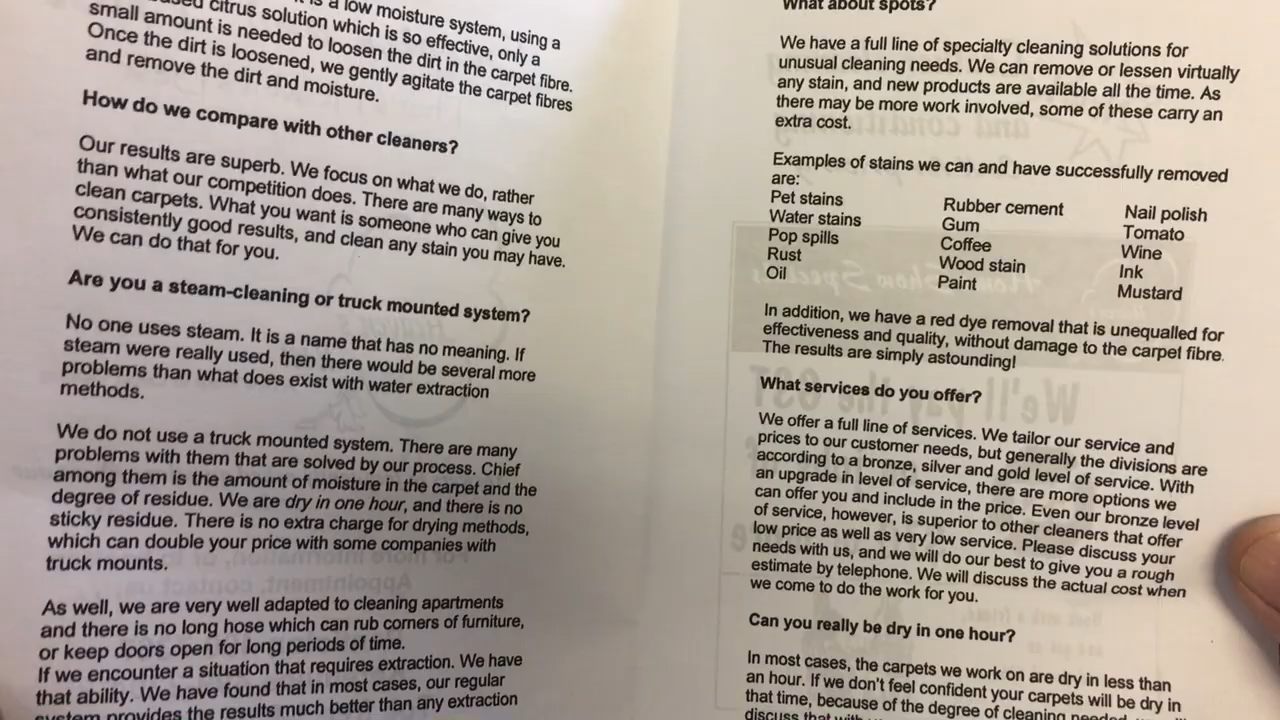 is a low moisture system, using a
citrus solution which is so effective, only a
small amount is needed to loosen the dirt in the carpet fibre.
Once the dirt is loosened, we gently agitate the carpet fibres
and remove the dirt and moisture.
How do we compare with other cleaners?
Our results are superb. We focus on what we do, rather
than what our competition does. There are many ways to
clean carpets. What you want is someone who can give you
consistently good results, and clean any stain you may have.
We can do that for you.
Are you a steam-cleaning or truck mounted system?
No one uses steam. It is a name that has no meaning. If
steam were really used, then there would be several more
problems than what does exist with water extraction
methods.
We do not use a truck mounted system. There are many
problems with them that are solved by our process. Chief
among them is the amount of moisture in the carpet and the
degree of residue. We are dry in one hour, and there is no
sticky residue. There is no extra charge for drying methods,
which can double your price with some companies with
truck mounts.
As well, we are very well adapted to cleaning apartments
and there is no long hose which can rub corners of furniture,
or keep doors open for long periods of time.
If we encounter a situation that requires extraction. We have
that ability. We have found that in most cases, our regular
system provides the results much better than any extraction
What about spots?
We have a full line of specialty cleaning solutions for
unusual cleaning needs. We can remove or lessen virtually
any stain, and new products are available all the time. As
there may be more work involved, some of these carry an
extra cost.
Examples of stains we can and have successfully removed
are:
Pet stains Rubber cement Nail polish
Water stains Gum Tomato
Pop spills Coffee Wine
Rust Wood stain Ink
Oil Paint Mustard
In addition, we have a red dye removal that is unequalled for
effectiveness and quality, without damage to the carpet fibre.
The results are simply astounding!
What services do you offer?
We offer a full line of services. We tailor our service and
prices to our customer needs, but generally the divisions are
according to a bronze, silver and gold level of service. With
an upgrade in level of service, there are more options we
can offer you and include in the price. Even our bronze level
of service, however, is superior to other cleaners that offer
low price as well as very low service. Please discuss your
needs with us, and we will do our best to give you a rough
estimate by telephone. We will discuss the actual cost when
we come to do the work for you.
Can you really be dry in one hour?
In most cases, the carpets we work on are dry in less than
an hour. If we don't feel confident your carpets will be dry in
that time, because of the degree of cleaning needed,
discuss that with